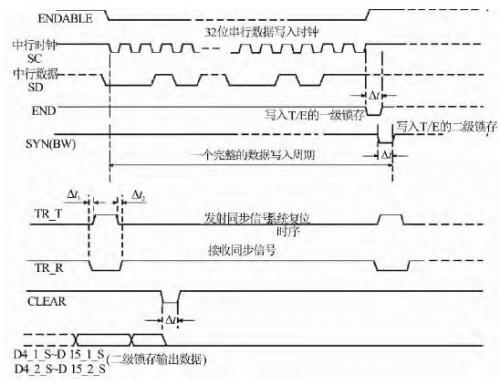 ENDABLE
32位串行数据写入时钟
中行时钟
SC
中行数据
SD
Δt
END
写入T/E的一级锁存
写入T/E的二级锁存
SYN(BW)
Δt
一个完整的数据写入周期
Δt₁
Δt₂
TR_T
发射同步信号系统复位
时序
接收同步信号
TR_R
CLEAR
Δt
D4_1_S~D 15_1_S
D4_2_S~D 15_2_S
(二级锁存输出数据)